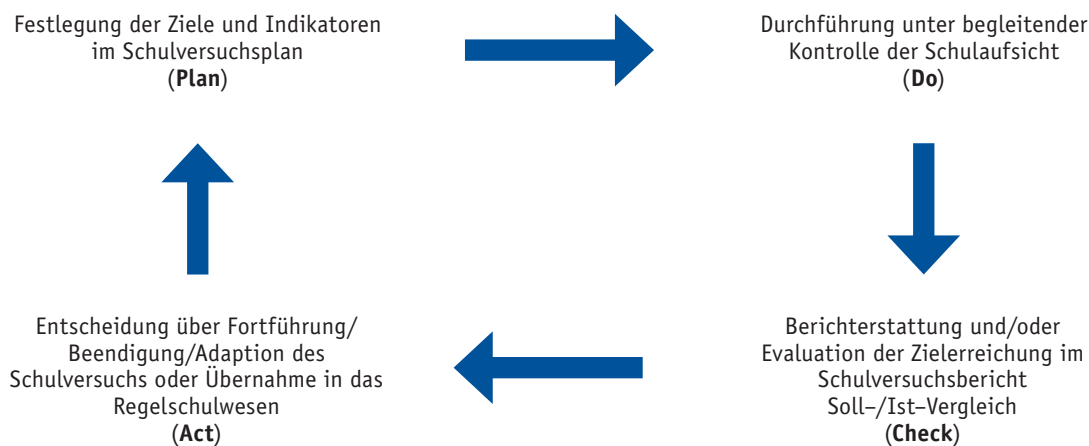 Festlegung der Ziele und Indikatoren
im Schulversuchsplan
(Plan)
Durchführung unter begleitender
Kontrolle der Schulaufsicht
(Do)
Berichterstattung und/oder
Evaluation der Zielerreichung im
Schulversuchsbericht
Soll–/Ist–Vergleich
(Check)
Entscheidung über Fortführung/
Beendigung/Adaption des
Schulversuchs oder Übernahme in das
Regelschulwesen
(Act)